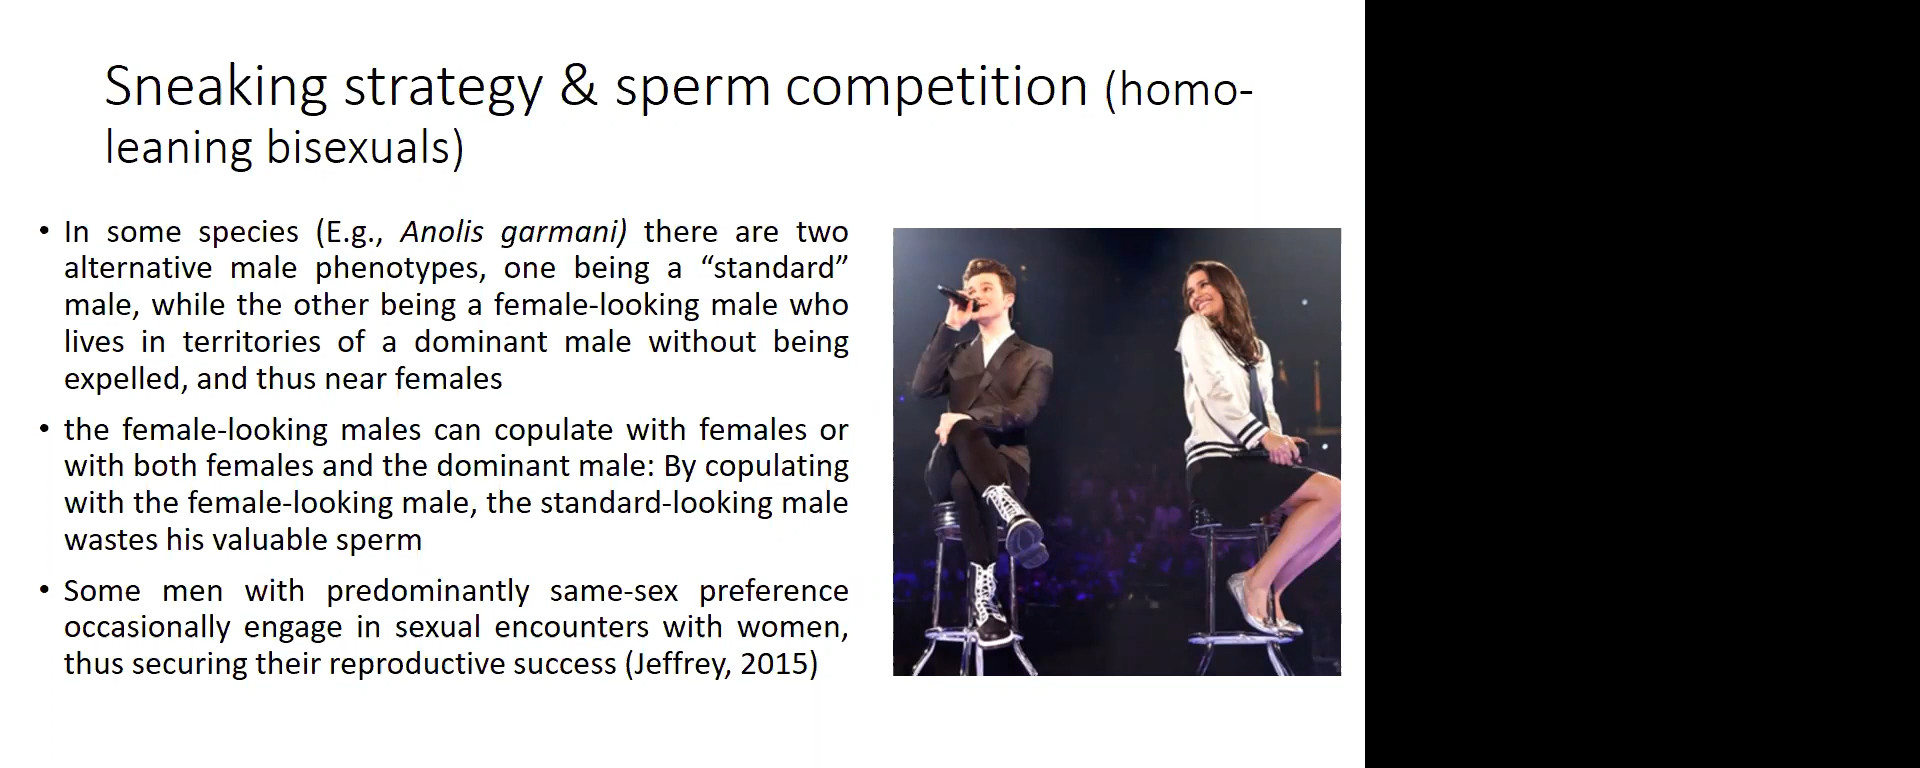 Sneaking strategy & sperm competition (homo-
leaning bisexuals)
• In some species (E.g., Anolis garmani) there are two
alternative male phenotypes, one being a “standard”
male, while the other being a female-looking male who
lives in territories of a dominant male without being
expelled, and thus near females
• the female-looking males can copulate with females or
with both females and the dominant male: By copulating
with the female-looking male, the standard-looking male
wastes his valuable sperm
• Some men with predominantly same-sex preference
occasionally engage in sexual encounters with women,
thus securing their reproductive success (Jeffrey, 2015)